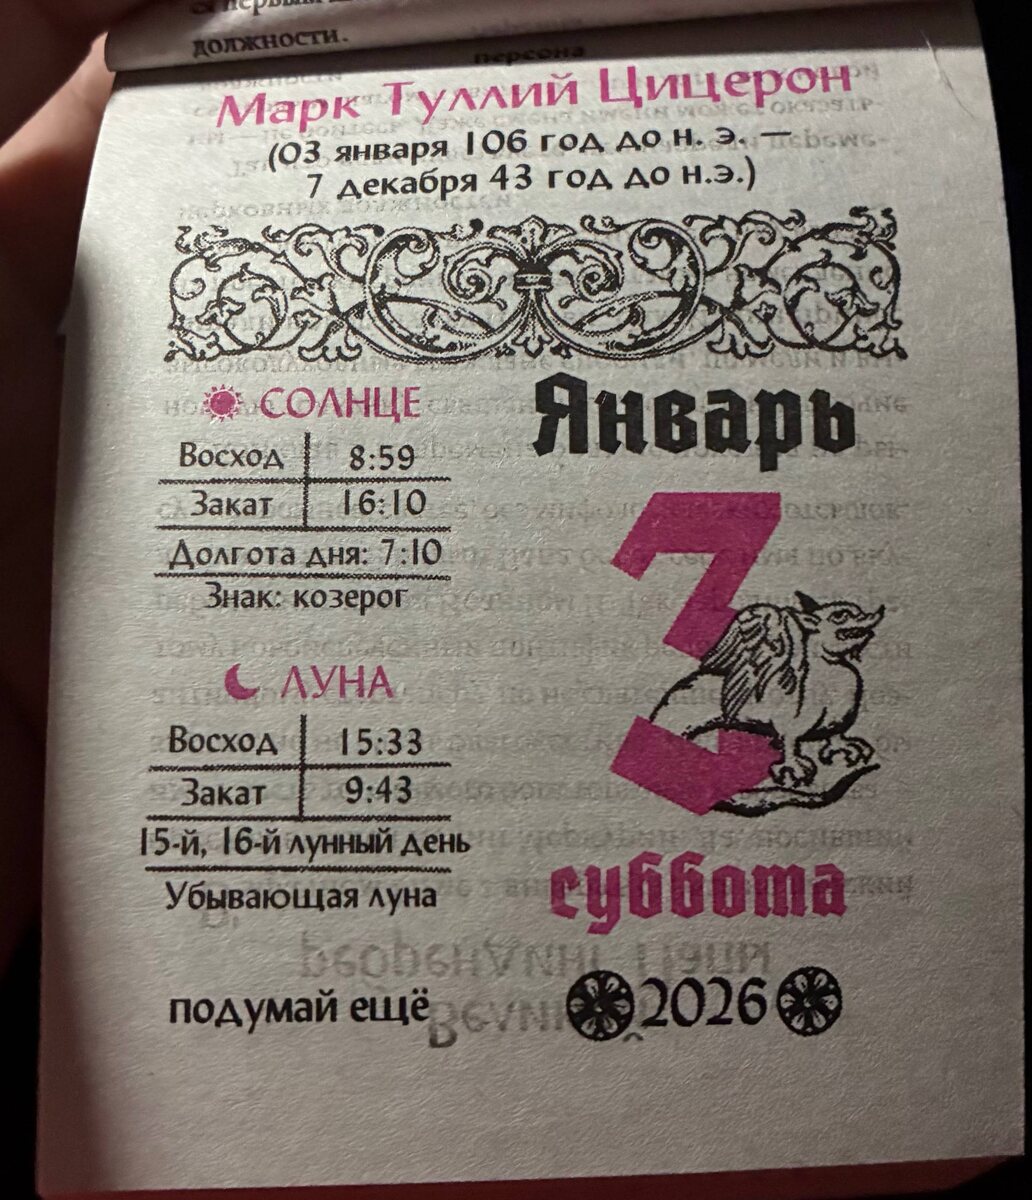 должности.
Марк Туллий Цицерон
(03 января 106 год до н. э. —
7 декабря 43 год до н.э.)
СОЛНЦЕ
Восход 8:59
Закат 16:10
Долгота дня: 7:10
Знак: козерог
ЛУНА
Восход 15:33
Закат 9:43
15-й, 16-й лунный день
Убывающая луна
подумай ещё
Январь
3
суббота
2026